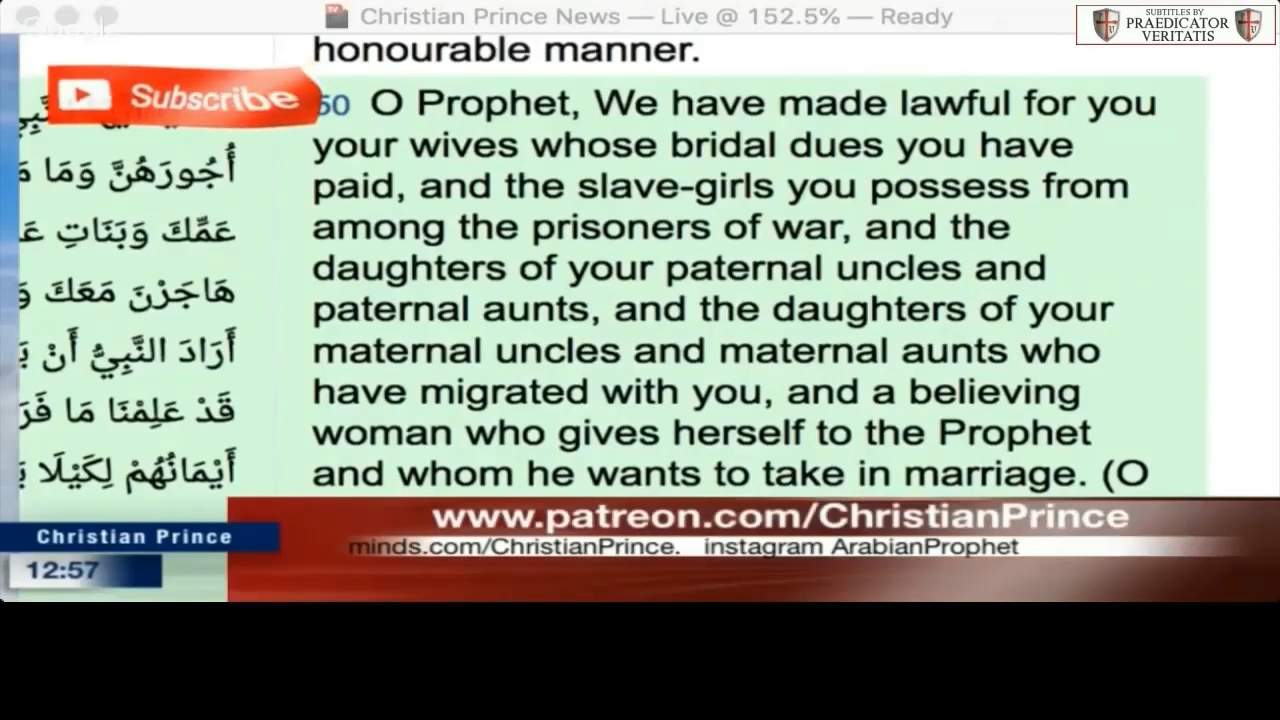 Christian Prince News — Live @ 152.5% — Ready
SUBTITLES BY
PRAEDICATOR
VERITATIS
honourable manner.
Subscribe
50 O Prophet, We have made lawful for you
your wives whose bridal dues you have
paid, and the slave-girls you possess from
among the prisoners of war, and the
daughters of your paternal uncles and
paternal aunts, and the daughters of your
maternal uncles and maternal aunts who
have migrated with you, and a believing
woman who gives herself to the Prophet
and whom he wants to take in marriage. (O
أُجُورَهُنَّ وَمَا
عَمِّكَ وَبَنَاتِ
هَاجَرْنَ مَعَكَ
أَرَادَ النَّبِيُّ أَنْ
قَدْ عَلِمْنَا مَا
أَيْمَانُهُمْ لِكَيْلَا
www.patreon.com/ChristianPrince
Christian Prince
minds.com/ChristianPrince. instagram ArabianProphet
12:57